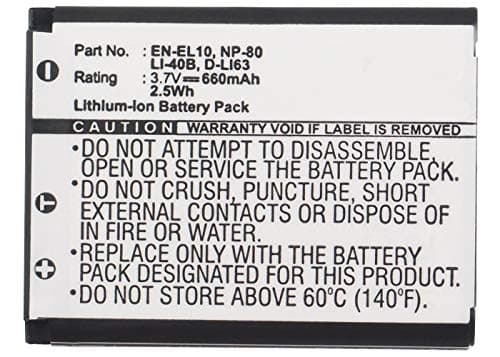 Part No.: EN-EL10, NP-80
LI-40B, D-LI63
Rating : 3.7V⎓660mAh
2.5Wh
Lithium-ion Battery Pack
CAUTION WARRANTY VOID IF LABEL IS REMOVED
•DO NOT ATTEMPT TO DISASSEMBLE,
OPEN OR SERVICE THE BATTERY PACK.
•DO NOT CRUSH, PUNCTURE, SHORT
EXTERNAL CONTACTS OR DISPOSE OF
IN FIRE OR WATER.
•REPLACE ONLY WITH THE BATTERY
PACK DESIGNATED FOR THIS DEVICE.
•DO NOT STORE ABOVE 60°C (140°F).
- 
T
+